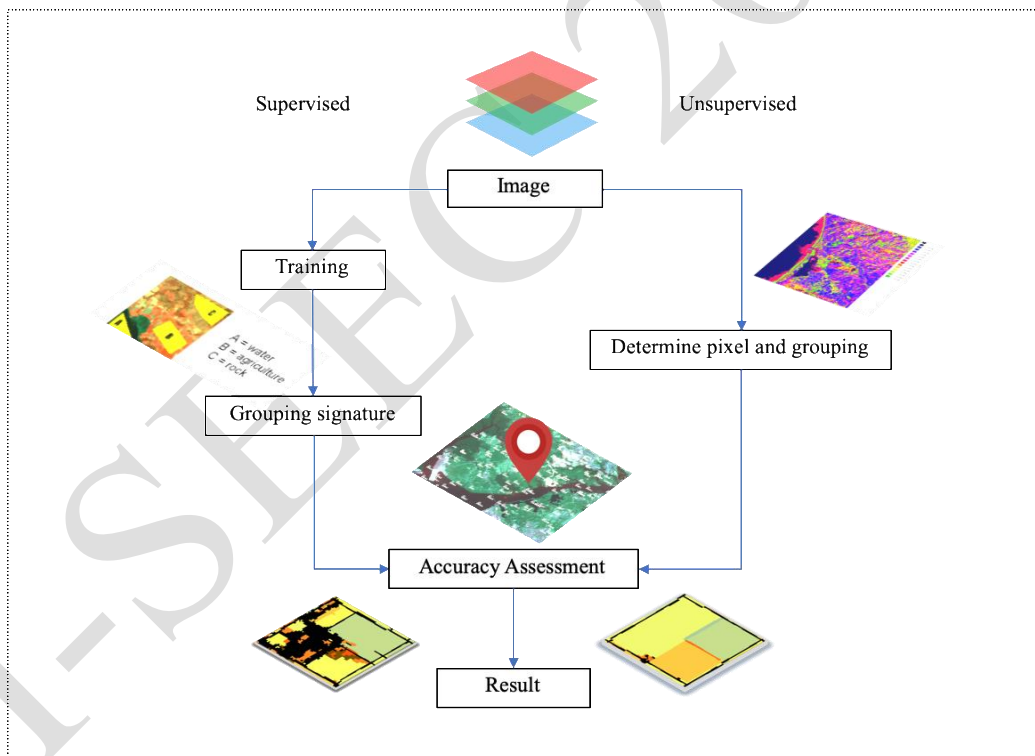 Supervised
Unsupervised
Image
Training
A = water
B = agriculture
C = rock
A
B
C
Determine pixel and grouping
Grouping signature
Accuracy Assessment
Result